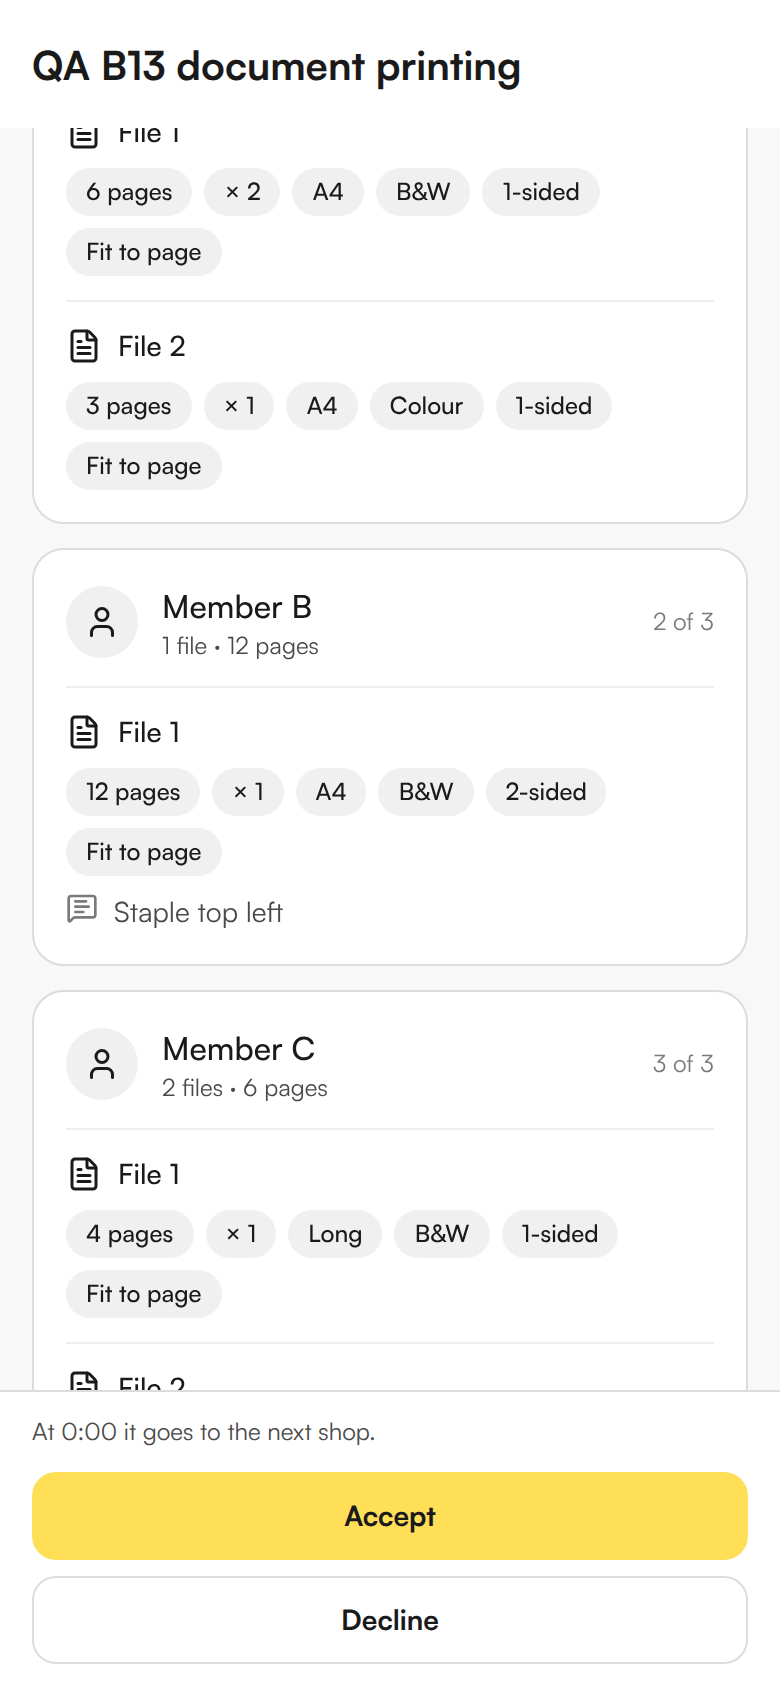 QA B13 document printing
File 1
6 pages × 2 A4 B&W 1-sided
Fit to page
File 2
3 pages × 1 A4 Colour 1-sided
Fit to page
Member B
2 of 3
1 file • 12 pages
File 1
12 pages × 1 A4 B&W 2-sided
Fit to page
Staple top left
Member C
3 of 3
2 files • 6 pages
File 1
4 pages × 1 Long B&W 1-sided
Fit to page
File 2
At 0:00 it goes to the next shop.
Accept
Decline